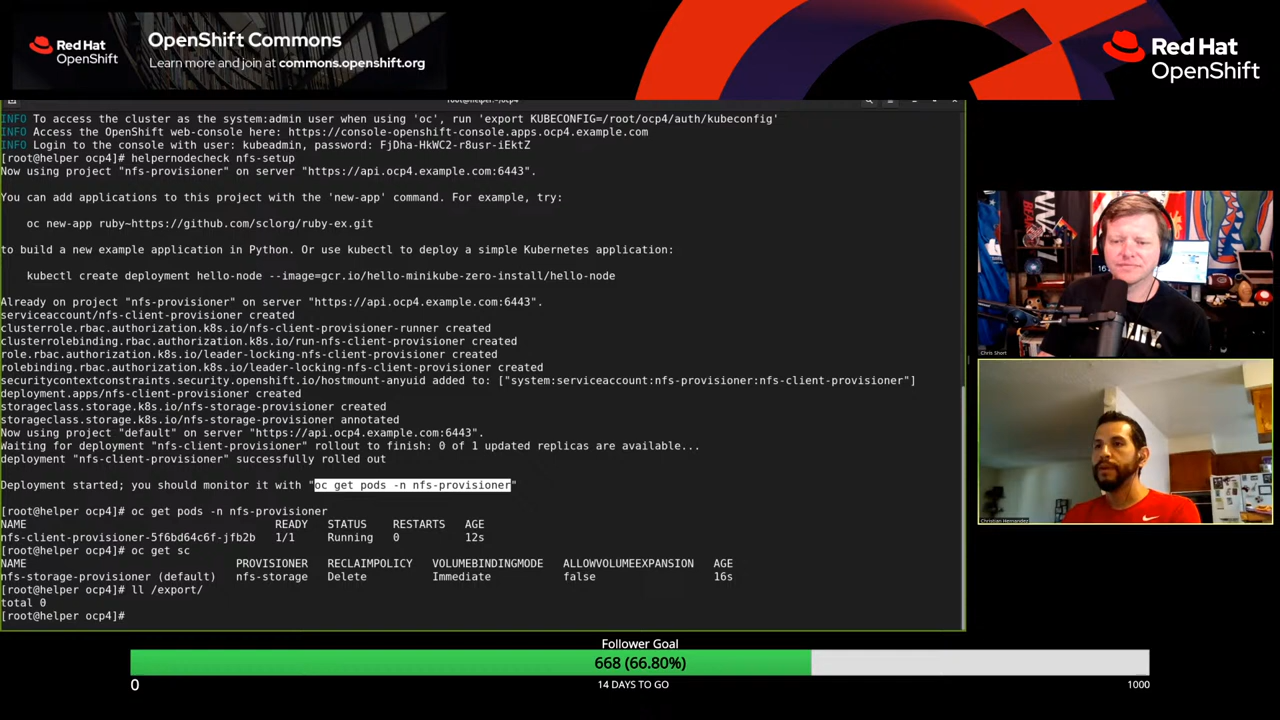 Red Hat
OpenShift
OpenShift Commons
Learn more and join at commons.openshift.org
Red Hat
OpenShift
root@helper:~/ocp4
INFO To access the cluster as the system:admin user when using 'oc', run 'export KUBECONFIG=/root/ocp4/auth/kubeconfig'
INFO Access the OpenShift web-console here: https://console-openshift-console.apps.ocp4.example.com
INFO Login to the console with user: kubeadmin, password: FjDha-HkWC2-r8usr-iEktZ
[root@helper ocp4]# helpernodecheck nfs-setup
Now using project "nfs-provisioner" on server "https://api.ocp4.example.com:6443".
You can add applications to this project with the 'new-app' command. For example, try:
oc new-app ruby~https://github.com/sclorg/ruby-ex.git
to build a new example application in Python. Or use kubectl to deploy a simple Kubernetes application:
kubectl create deployment hello-node --image=gcr.io/hello-minikube-zero-install/hello-node
Already on project "nfs-provisioner" on server "https://api.ocp4.example.com:6443".
serviceaccount/nfs-client-provisioner created
clusterrole.rbac.authorization.k8s.io/nfs-client-provisioner-runner created
clusterrolebinding.rbac.authorization.k8s.io/run-nfs-client-provisioner created
role.rbac.authorization.k8s.io/leader-locking-nfs-client-provisioner created
rolebinding.rbac.authorization.k8s.io/leader-locking-nfs-client-provisioner created
securitycontextconstraints.security.openshift.io/hostmount-anyuid added to: ["system:serviceaccount:nfs-provisioner:nfs-client-provisioner"]
deployment.apps/nfs-client-provisioner created
storageclass.storage.k8s.io/nfs-storage-provisioner created
storageclass.storage.k8s.io/nfs-storage-provisioner annotated
Now using project "default" on server "https://api.ocp4.example.com:6443".
Waiting for deployment "nfs-client-provisioner" rollout to finish: 0 of 1 updated replicas are available...
deployment "nfs-client-provisioner" successfully rolled out
Deployment started; you should monitor it with "oc get pods -n nfs-provisioner"
[root@helper ocp4]# oc get pods -n nfs-provisioner
NAME READY STATUS RESTARTS AGE
nfs-client-provisioner-5f6bd64c6f-jfb2b 1/1 Running 0 12s
[root@helper ocp4]# oc get sc
NAME PROVISIONER RECLAIMPOLICY VOLUMEBINDINGMODE ALLOWVOLUMEEXPANSION AGE
nfs-storage-provisioner (default) nfs-storage Delete Immediate false 16s
[root@helper ocp4]# ll /export/
total 0
[root@helper ocp4]#
Chris Short
Christian Hernandez
Follower Goal
668 (66.80%)
0
14 DAYS TO GO
1000